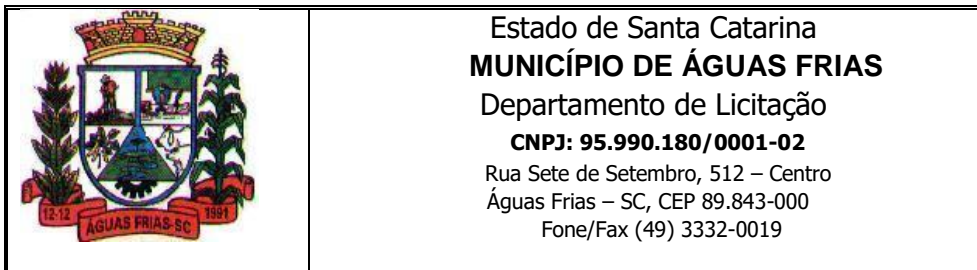 12-12
ÁGUAS FRIAS-SC
1991
Estado de Santa Catarina
MUNICÍPIO DE ÁGUAS FRIAS
Departamento de Licitação
CNPJ: 95.990.180/0001-02
Rua Sete de Setembro, 512 – Centro
Águas Frias – SC, CEP 89.843-000
Fone/Fax (49) 3332-0019